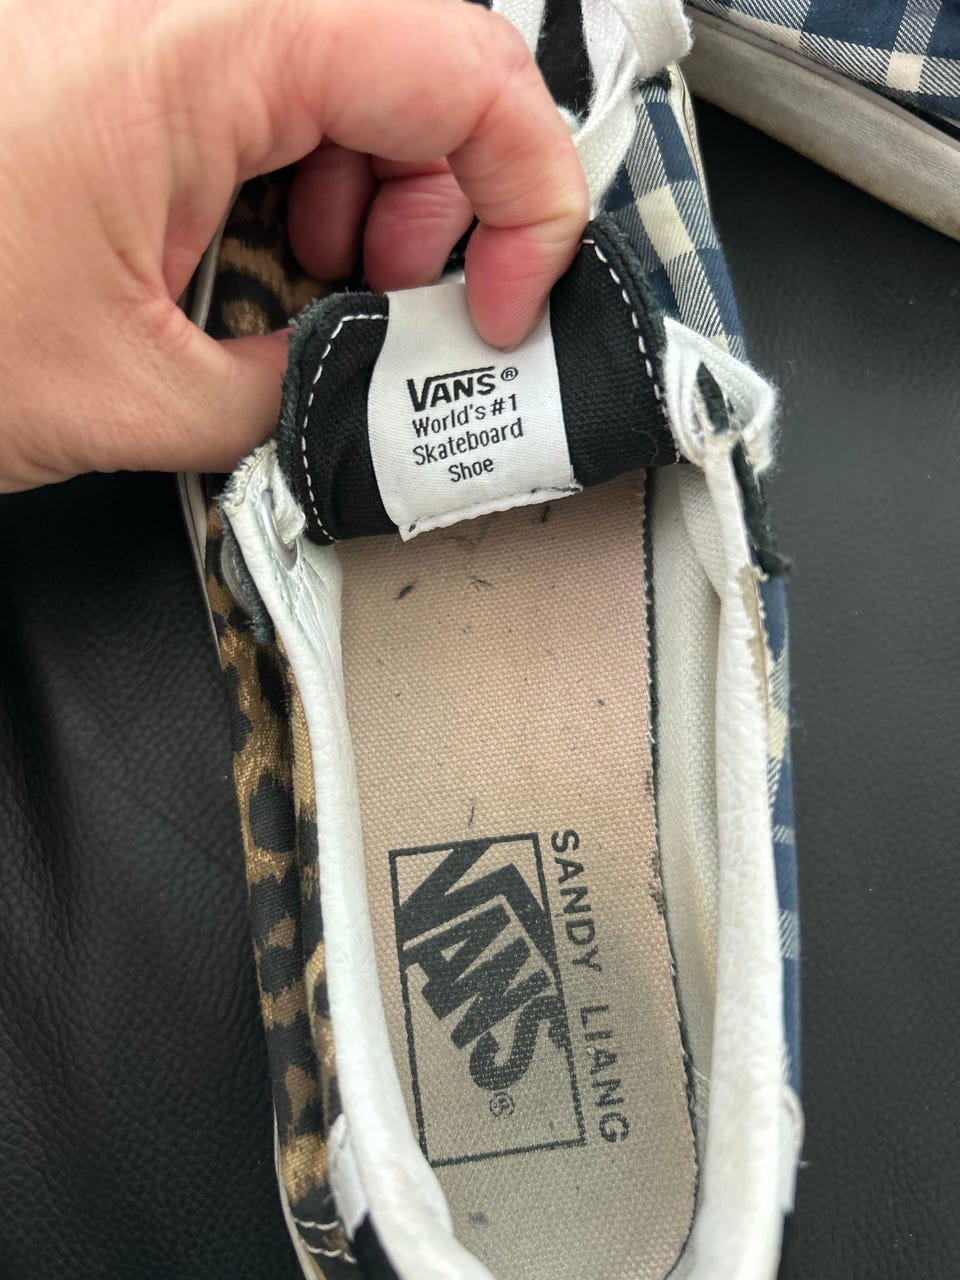 VANS®
World's #1
Skateboard
Shoe
VANS®
SANDY LIANG